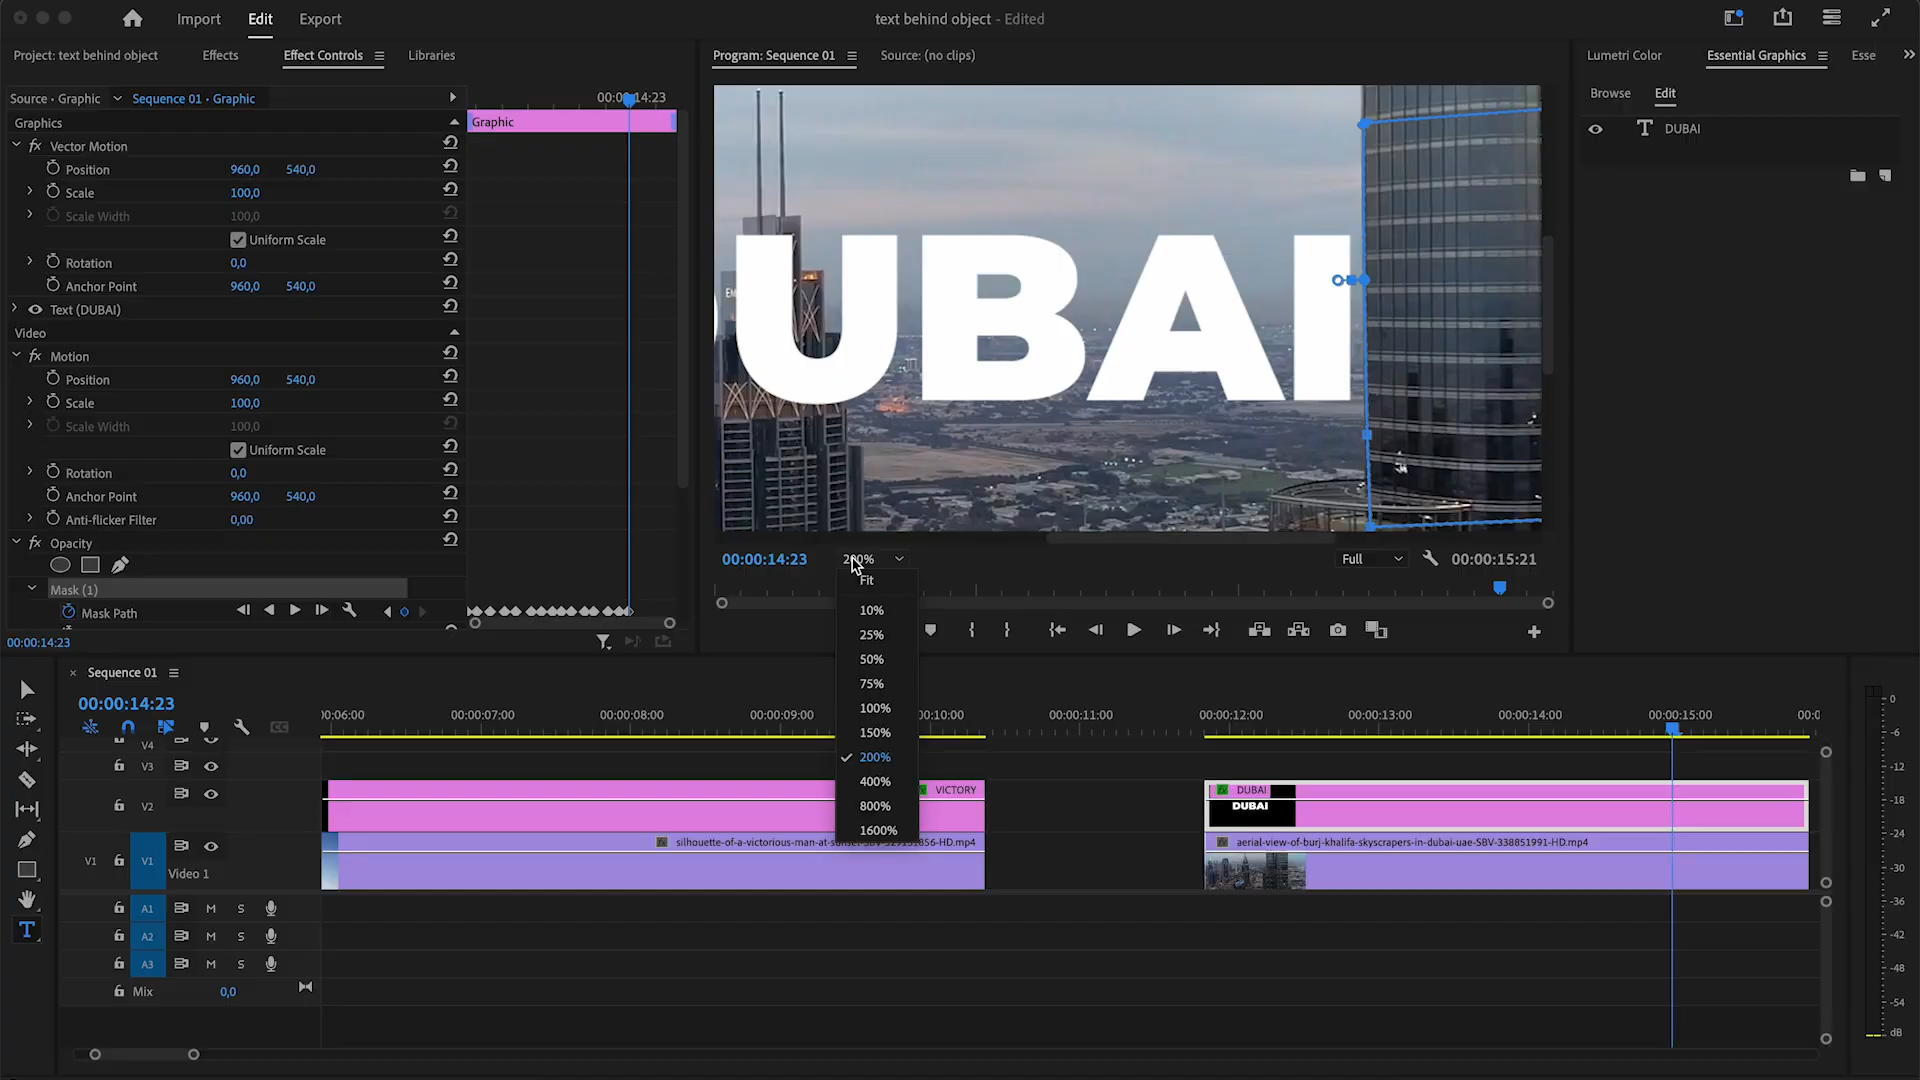 Import
Edit
Export
text behind object - Edited
Project: text behind object
Effects
Effect Controls
Libraries
Program: Sequence 01
Source: (no clips)
Lumetri Color
Essential Graphics
Esse
Source · Graphic
Sequence 01 · Graphic
00:00:14:23
Browse
Edit
Graphics
Graphic
DUBAI
Vector Motion
Position 960,0 540,0
Scale 100,0
Scale Width 100,0
Uniform Scale
Rotation 0,0
Anchor Point 960,0 540,0
Text (DUBAI)
Video
Motion
Position 960,0 540,0
Scale 100,0
Scale Width 100,0
Uniform Scale
Rotation 0,0
Anchor Point 960,0 540,0
Anti-flicker Filter 0,00
Opacity
Mask (1)
Mask Path
00:00:14:23
UBAI
00:00:14:23
200%
Full
00:00:15:21
Fit
10%
25%
50%
75%
100%
150%
200%
400%
800%
1600%
Sequence 01
00:00:14:23
:00:06:00
00:00:07:00
00:00:08:00
00:00:09:00
00:10:00
00:00:11:00
00:00:12:00
00:00:13:00
00:00:14:00
00:00:15:00
00:0
CC
V4
V3
V2
VICTORY
DUBAI
DUBAI
V1
V1
Video 1
silhouette-of-a-victorious-man-at-sunset-SBV-
856-HD.mp4
aerial-view-of-burj-khalifa-skyscrapers-in-dubai-uae-SBV-338851991-HD.mp4
A1 M S
A2 M S
A3 M S
Mix 0,0
0
-6
-12
-18
-24
-30
-36
-42
-48
-54
dB